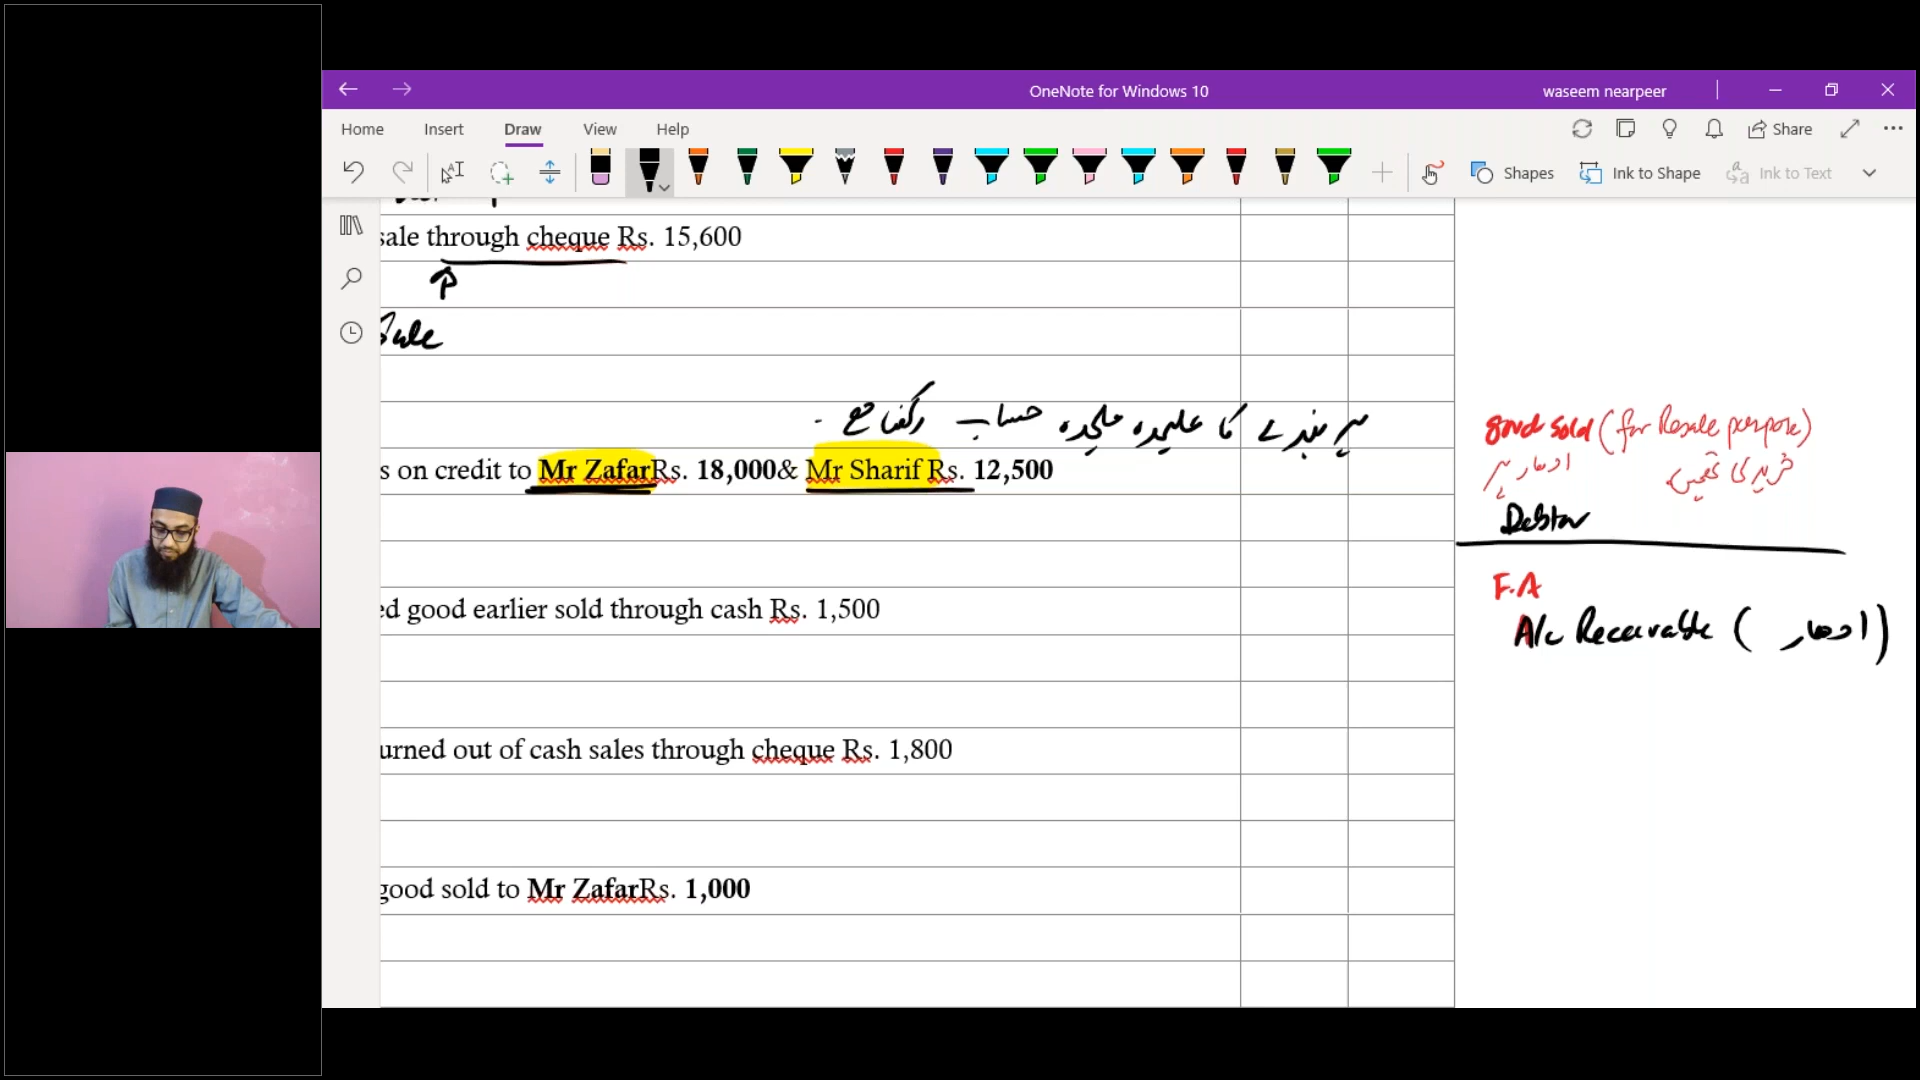 OneNote for Windows 10
waseem nearpeer
Home Insert Draw View Help
Share
Shapes Ink to Shape Ink to Text
sale through cheque Rs. 15,600
Sale
ہر بندے کا علیحدہ علیحدہ حساب رکھنا ہے۔
s on credit to Mr ZafarRs. 18,000& Mr Sharif Rs. 12,500
ed good earlier sold through cash Rs. 1,500
urned out of cash sales through cheque Rs. 1,800
good sold to Mr ZafarRs. 1,000
good sold (for Resale purpose)
ادھار پر
خریدی کا تھیں
Debtor
F.A
A/c Receivable ( ادھار )